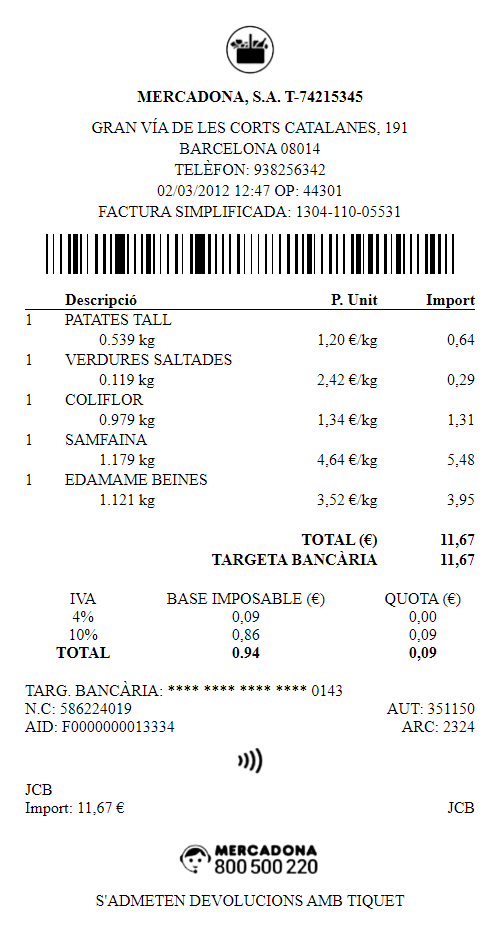 MERCADONA, S.A. T-74215345
GRAN VÍA DE LES CORTS CATALANES, 191
BARCELONA 08014
TELÈFON: 938256342
02/03/2012 12:47 OP: 44301
FACTURA SIMPLIFICADA: 1304-110-05531
Descripció P. Unit Import
1 PATATES TALL
0.539 kg 1,20 €/kg 0,64
1 VERDURES SALTADES
0.119 kg 2,42 €/kg 0,29
1 COLIFLOR
0.979 kg 1,34 €/kg 1,31
1 SAMFAINA
1.179 kg 4,64 €/kg 5,48
1 EDAMAME BEINES
1.121 kg 3,52 €/kg 3,95
TOTAL (€) 11,67
TARGETA BANCÀRIA 11,67
IVA BASE IMPOSABLE (€) QUOTA (€)
4% 0,09 0,00
10% 0,86 0,09
TOTAL 0.94 0,09
TARG. BANCÀRIA: **** **** **** **** 0143
N.C: 586224019 AUT: 351150
AID: F0000000013334 ARC: 2324
JCB
Import: 11,67 € JCB
MERCADONA
800 500 220
S'ADMETEN DEVOLUCIONS AMB TIQUET